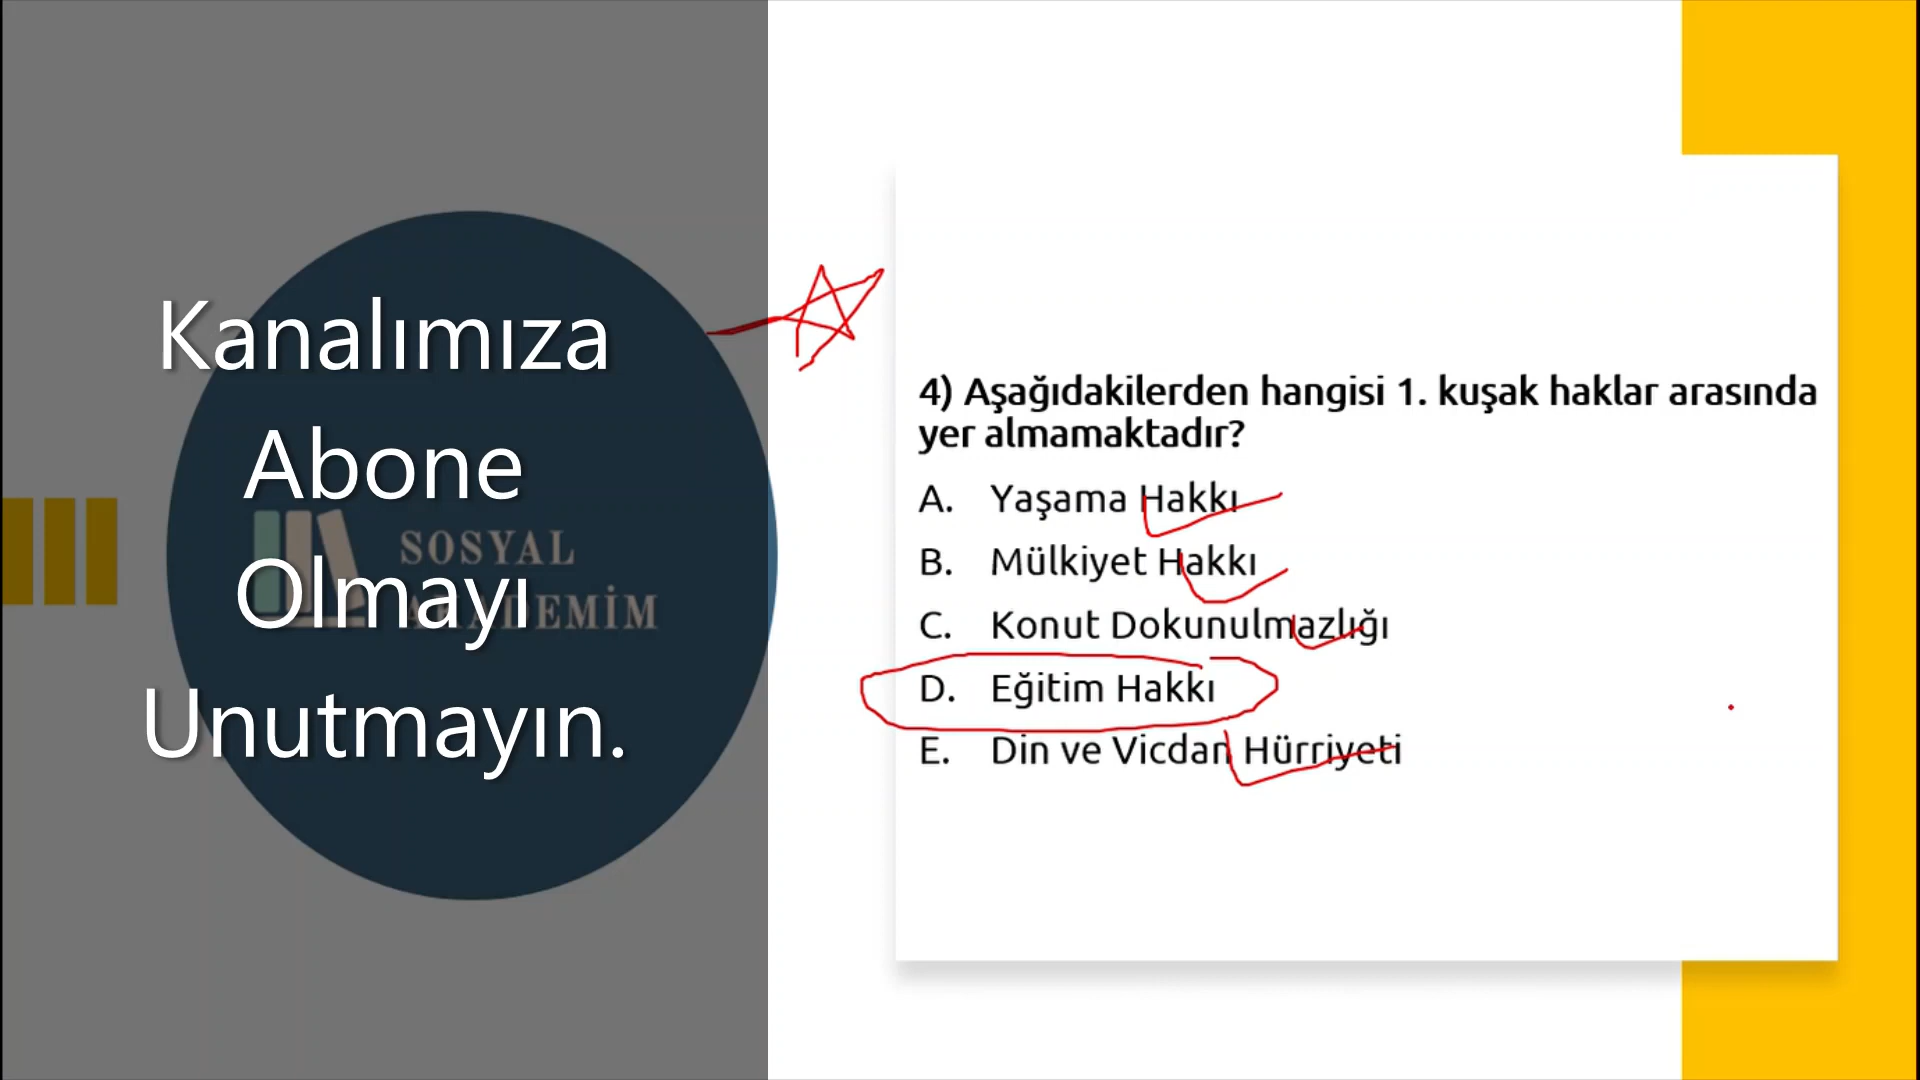 Kanalımıza
Abone
Olmayı
Unutmayın.
SOSYAL
AKADEMİM
4) Aşağıdakilerden hangisi 1. kuşak haklar arasında
yer almamaktadır?
A. Yaşama Hakkı
B. Mülkiyet Hakkı
C. Konut Dokunulmazlığı
D. Eğitim Hakkı
E. Din ve Vicdan Hürriyeti